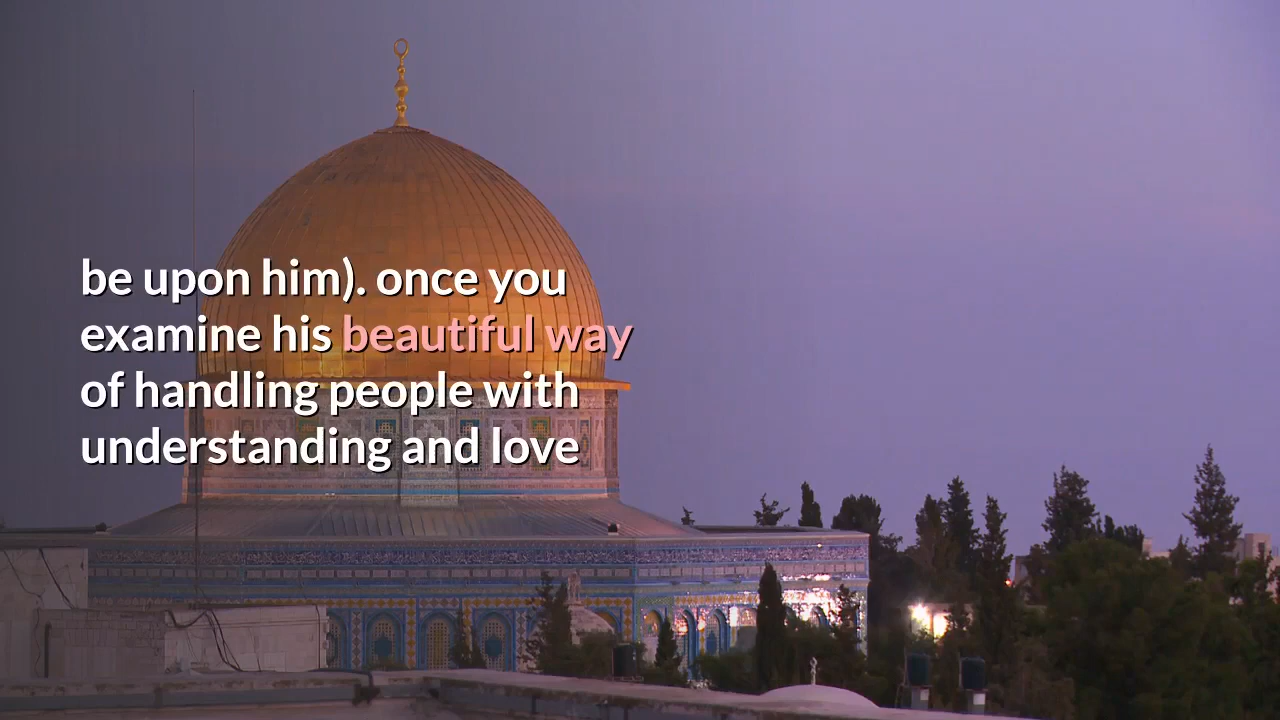 be upon him). once you
examine his beautiful way
of handling people with
understanding and love